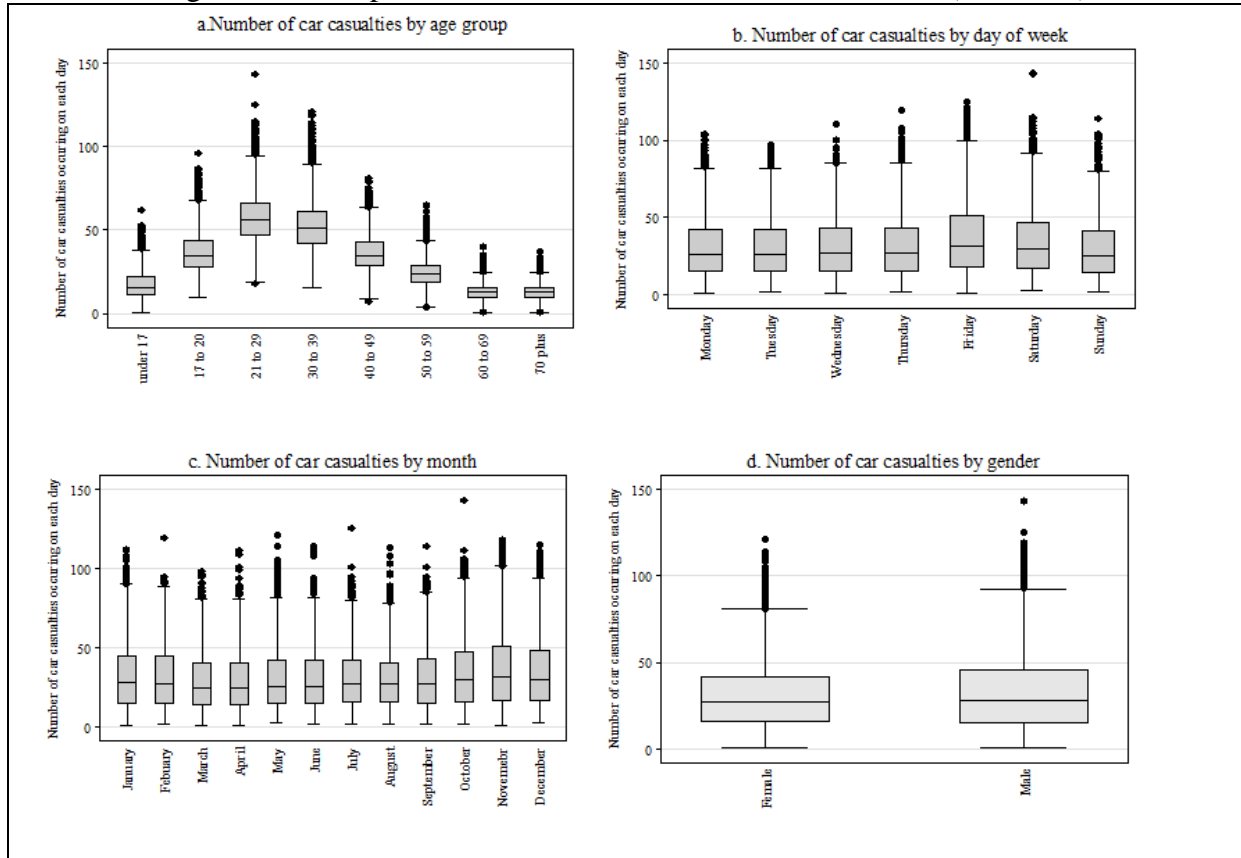 a.Number of car casualties by age group
Number of car casualties occuring on each day
150
100
50
0
under 17
17 to 20
21 to 29
30 to 39
40 to 49
50 to 59
60 to 69
70 plus
b. Number of car casualties by day of week
Number of car casualties occuring on each day
150
100
50
0
Monday
Tuesday
Wednesday
Thursday
Friday
Saturday
Sunday
c. Number of car casualties by month
Number of car casualties occuring on each day
150
100
50
0
January
Febuary
March
April
May
June
July
August
September
October
Novemebr
December
d. Number of car casualties by gender
Number of car casualties occuring on each day
150
100
50
0
Female
Male